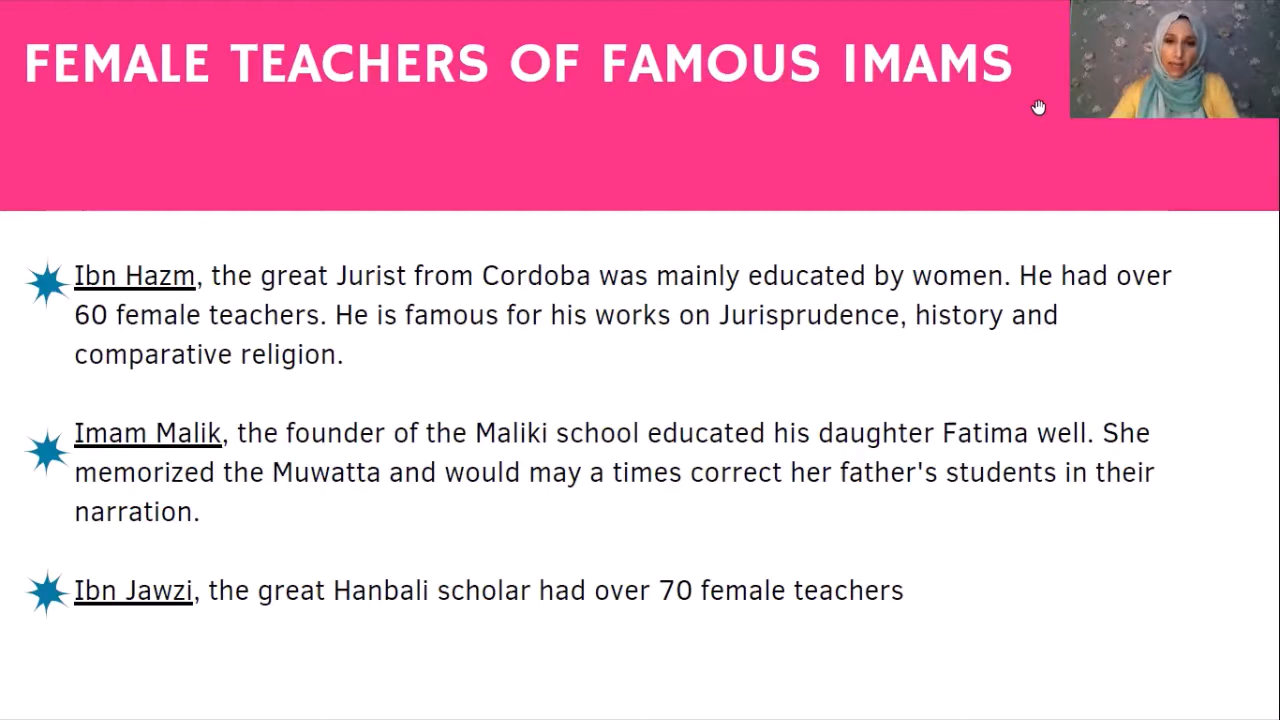 FEMALE TEACHERS OF FAMOUS IMAMS
Ibn Hazm, the great Jurist from Cordoba was mainly educated by women. He had over
60 female teachers. He is famous for his works on Jurisprudence, history and
comparative religion.
Imam Malik, the founder of the Maliki school educated his daughter Fatima well. She
memorized the Muwatta and would may a times correct her father's students in their
narration.
Ibn Jawzi, the great Hanbali scholar had over 70 female teachers